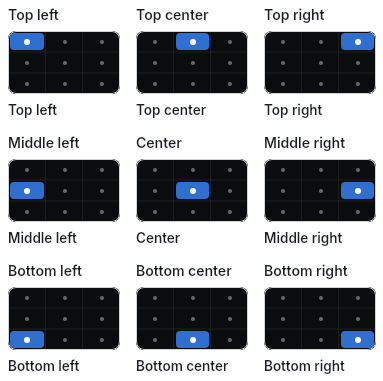 Top left
Top center
Top right
Top left
Top center
Top right
Middle left
Center
Middle right
Middle left
Center
Middle right
Bottom left
Bottom center
Bottom right
Bottom left
Bottom center
Bottom right